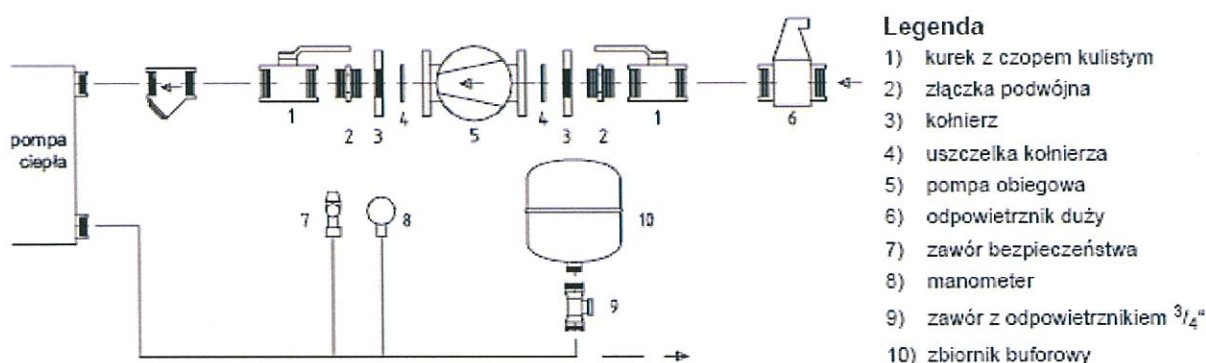 Legenda
1) kurek z czopem kulistym
2) złączka podwójna
3) kołnierz
4) uszczelka kołnierza
5) pompa obiegowa
6) odpowietrznik duży
7) zawór bezpieczeństwa
8) manometer
9) zawór z odpowietrznikiem 3/4“
10) zbiornik buforowy
pompa
ciepła
1 2 3 4 5 4 3 2 1 6
7 8 10
9